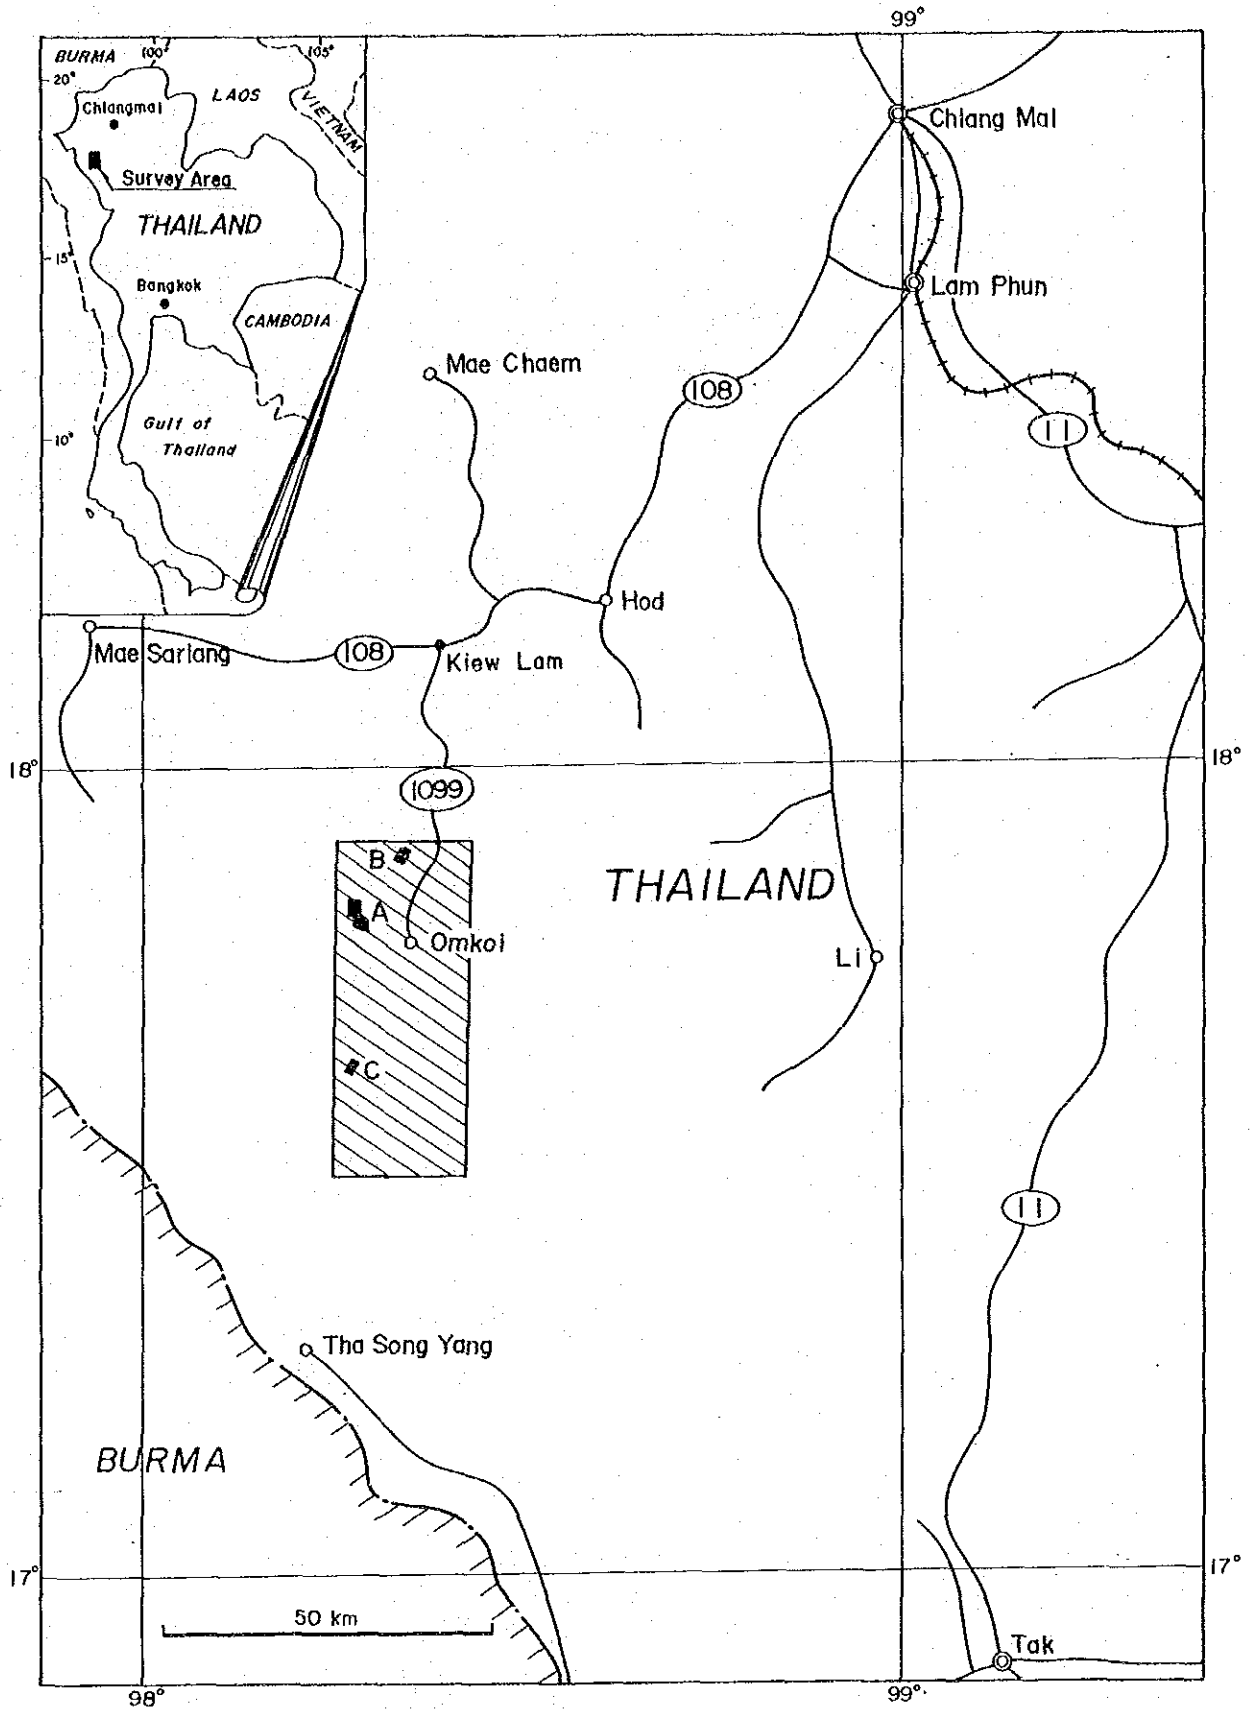 99°
BURMA
100°
105°
20°
LAOS
VIETNAM
Chiangmai
Survey Area
THAILAND
15°
Bangkok
CAMBODIA
Gulf of
Thailand
10°
Chiang Mai
Lam Phun
Mae Chaem
108
11
Hod
Mae Sariang
108
Kiew Lam
18°
18°
1099
B
THAILAND
A
Omkoi
Li
C
11
Tha Song Yang
BURMA
17°
17°
50 km
Tak
98°
99°